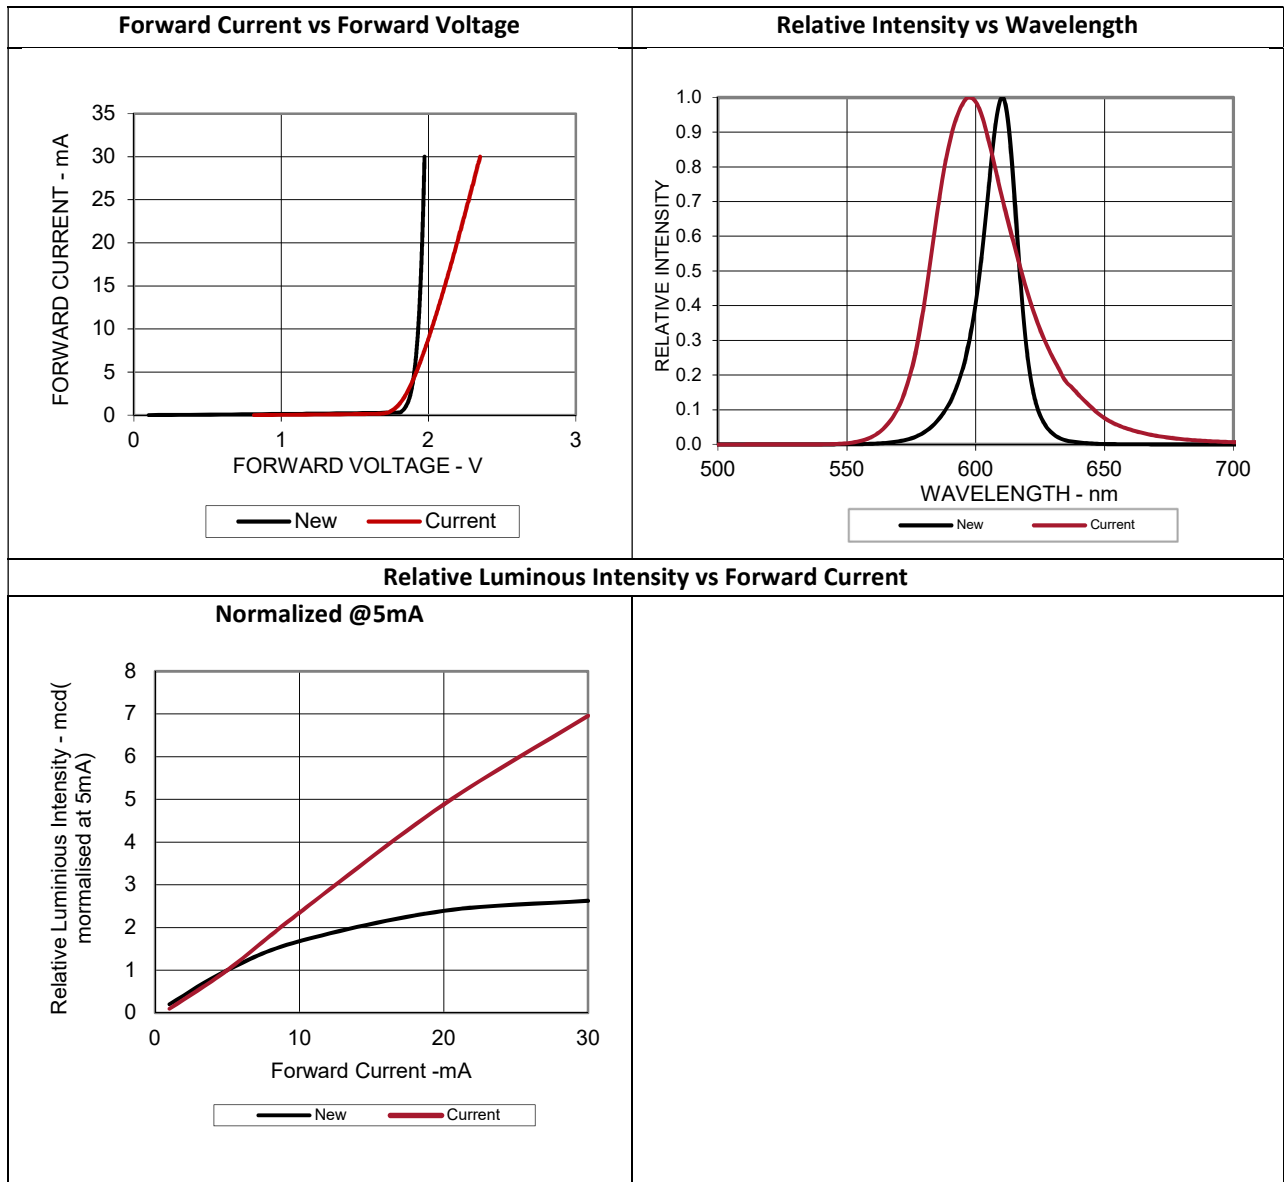 Forward Current vs Forward Voltage
Relative Intensity vs Wavelength
FORWARD CURRENT - mA
35
30
25
20
15
10
5
0
0 1 2 3
FORWARD VOLTAGE - V
New Current
RELATIVE INTENSITY
1.0
0.9
0.8
0.7
0.6
0.5
0.4
0.3
0.2
0.1
0.0
500 550 600 650 700
WAVELENGTH - nm
New Current
Relative Luminous Intensity vs Forward Current
Normalized @5mA
Relative Luminious Intensity - mcd(
mormalised at 5mA)
8
7
6
5
4
3
2
1
0
0 10 20 30
Forward Current -mA
New Current